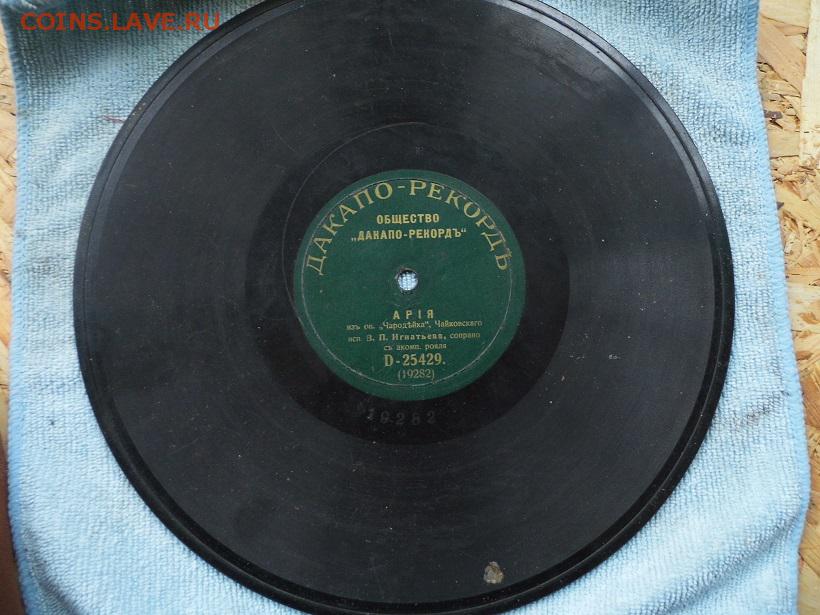 COINS.LAVE.RU
ДАКАПО-РЕКОРДЪ
ОБЩЕСТВО
„ДАКАПО-РЕКОРДЪ“
АРІЯ
изъ оп. „Чародѣйка“, Чайковскаго
исп. З. П. Игнатьева, сопрано
съ акомп. рояля
D-25429.
(19282)
19282